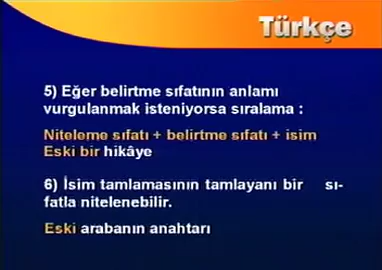 Türkçe
5) Eğer belirtme sıfatının anlamı
vurgulanmak isteniyorsa sıralama :
Niteleme sıfatı + belirtme sıfatı + isim
Eski bir hikâye
6) İsim tamlamasının tamlayanı bir sı-
fatla nitelenebilir.
Eski arabanın anahtarı